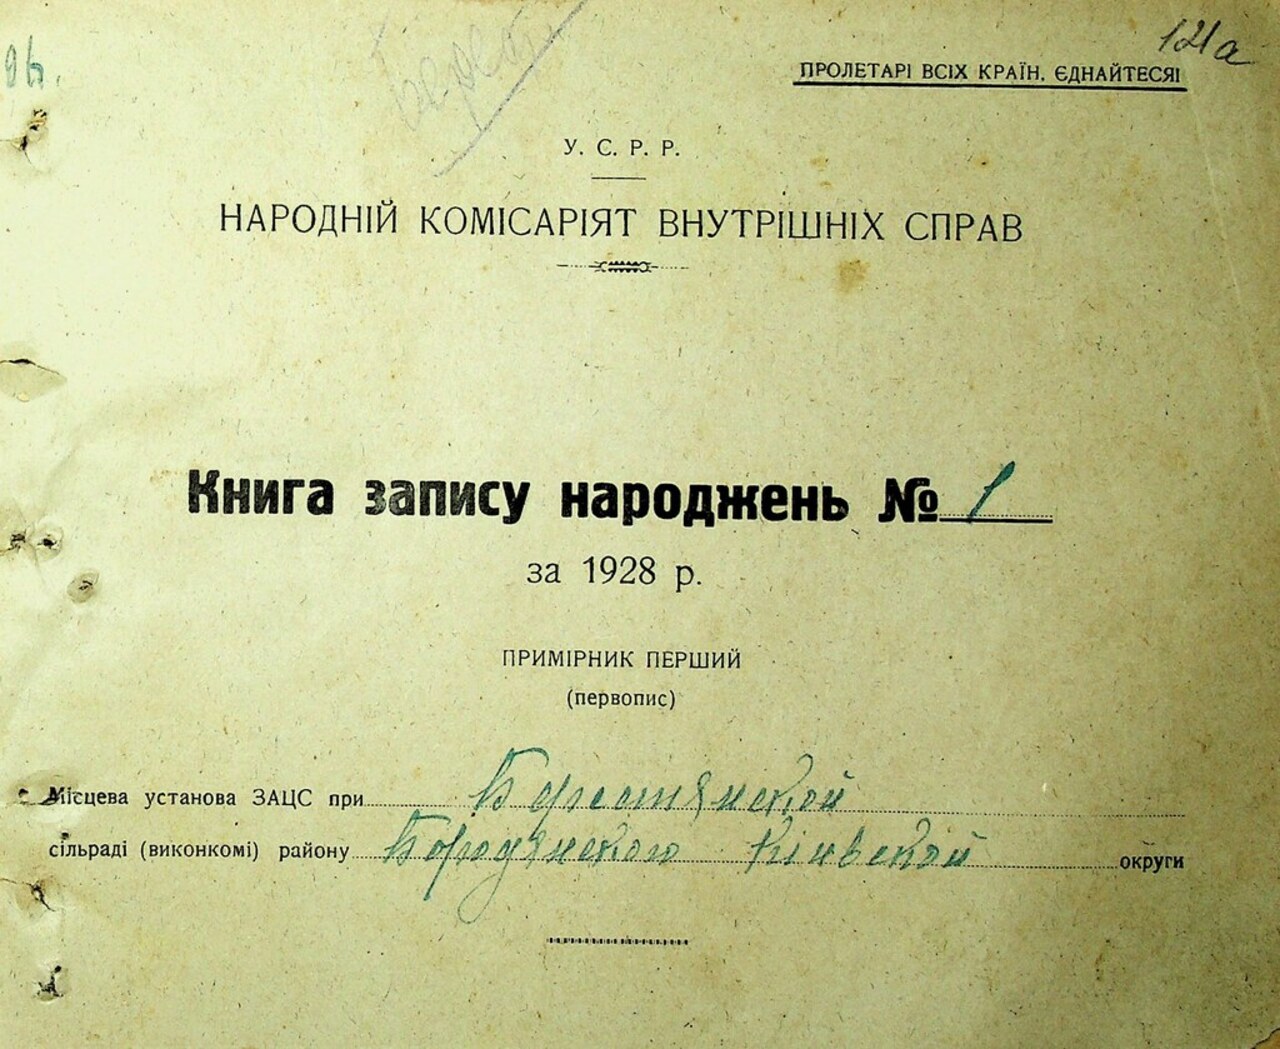 121а
ПРОЛЕТАРІ ВСІХ КРАЇН, ЄДНАЙТЕСЯ!
У. С. Р. Р.
НАРОДНІЙ КОМІСАРІЯТ ВНУТРІШНІХ СПРАВ
Книга запису народжень № 1
за 1928 р.
ПРИМІРНИК ПЕРШИЙ
(первопис)
Місцева установа ЗАЦС при Берестянской
сільраді (виконкомі) району Бородянского Київской округи